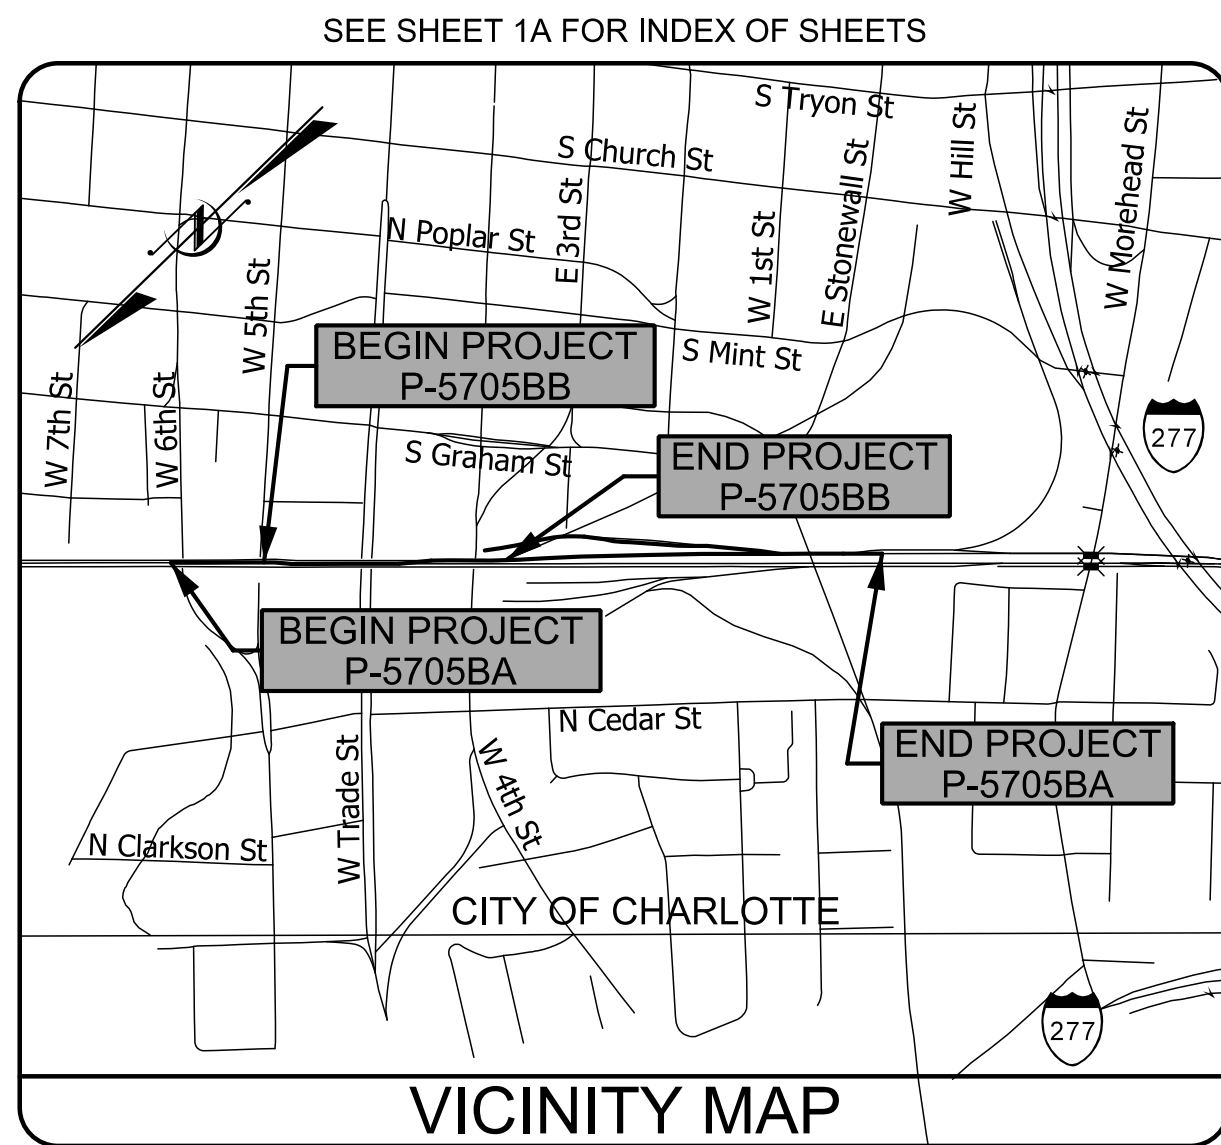 SEE SHEET 1A FOR INDEX OF SHEETS
S Tryon St
S Church St
W Hill St
W Morehead St
E Stonewall St
E 3rd St
N Poplar St
W 1st St
W 5th St
BEGIN PROJECT
P-5705BB
S Mint St
W 7th St
W 6th St
277
S Graham St
END PROJECT
P-5705BB
BEGIN PROJECT
P-5705BA
N Cedar St
END PROJECT
P-5705BA
W Trade St
W 4th St
N Clarkson St
CITY OF CHARLOTTE
277
VICINITY MAP